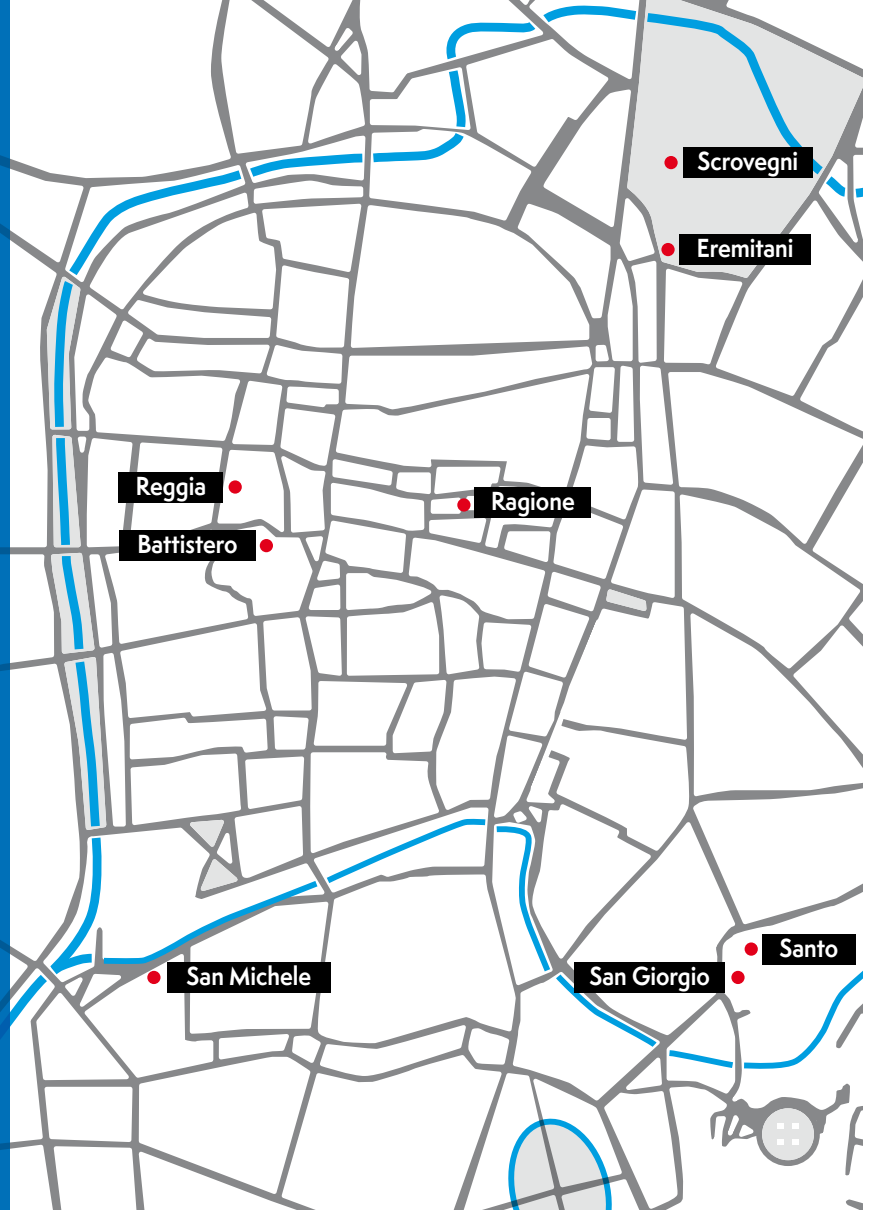 Scrovegni
Eremitani
Reggia
Ragione
Battistero
Santo
San Michele
San Giorgio